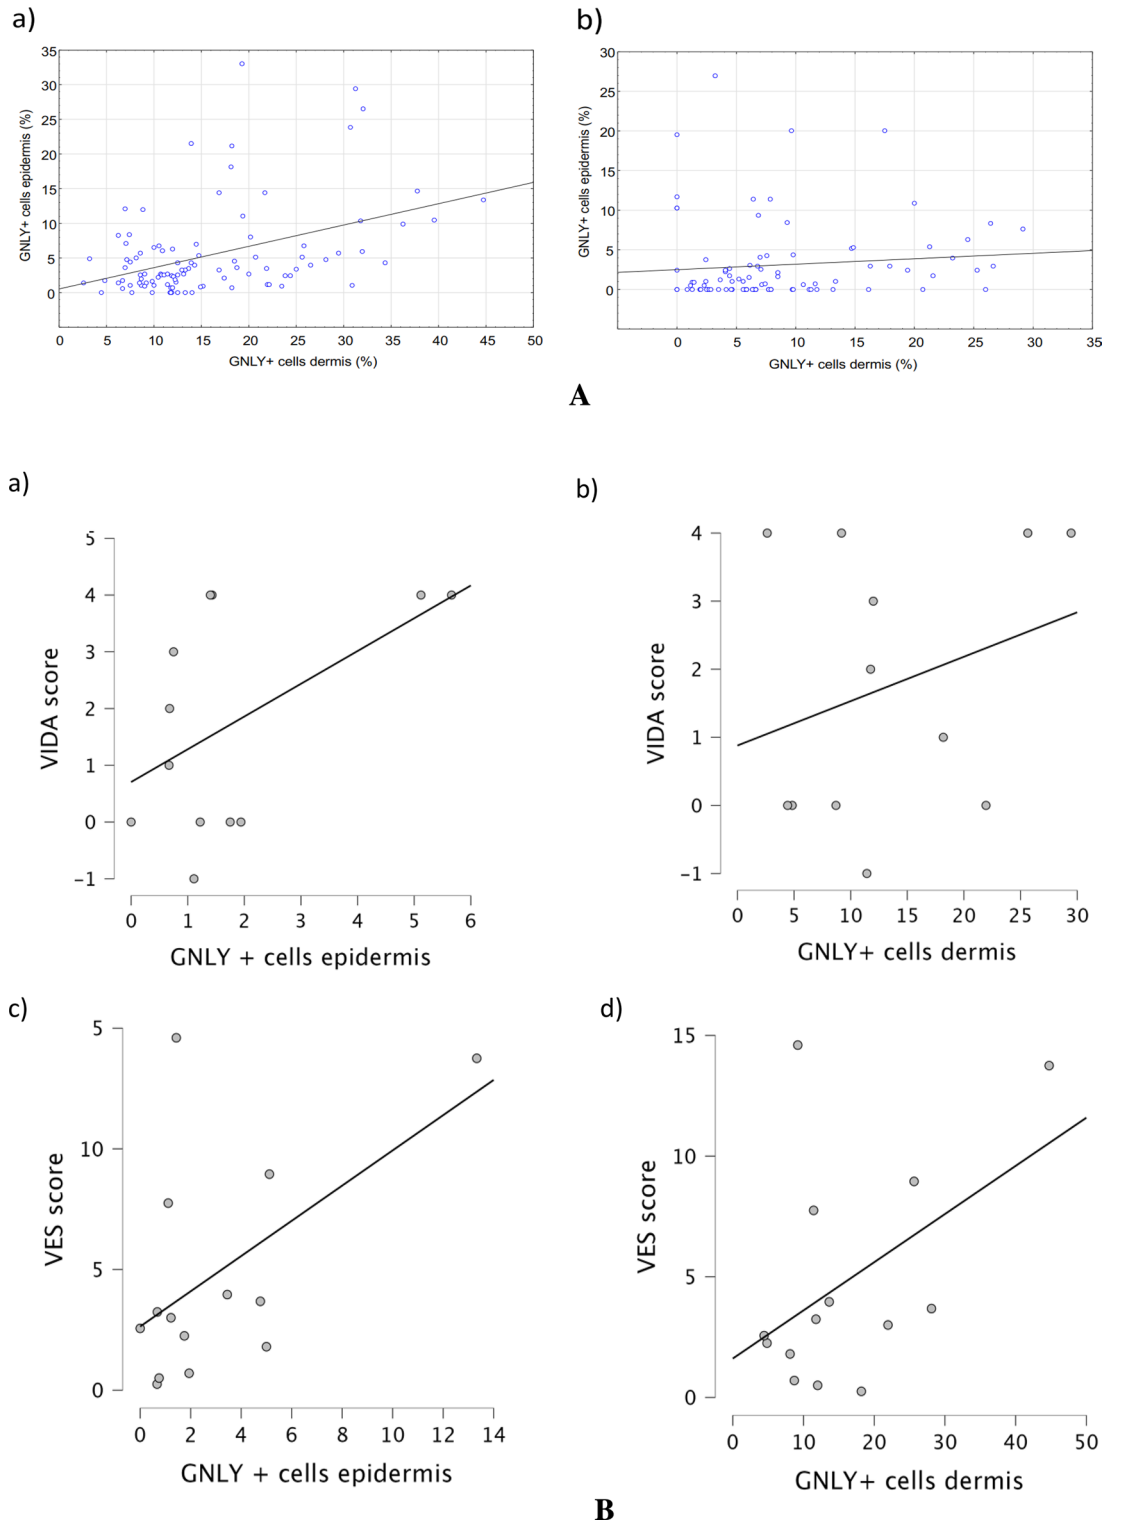 a)
b)
35
30
25
20
15
10
5
0
GNLY+ cells epidermis (%)
0 5 10 15 20 25 30 35 40 45 50
GNLY+ cells dermis (%)
30
25
20
15
10
5
0
GNLY+ cells epidermis (%)
0 5 10 15 20 25 30 35
GNLY+ cells dermis (%)
A
a)
b)
5
4
3
2
1
0
−1
VIDA score
0 1 2 3 4 5 6
GNLY + cells epidermis
4
3
2
1
0
−1
VIDA score
0 5 10 15 20 25 30
GNLY+ cells dermis
c)
d)
5
10
5
0
VES score
0 2 4 6 8 10 12 14
GNLY + cells epidermis
15
10
5
0
VES score
0 10 20 30 40 50
GNLY+ cells dermis
B